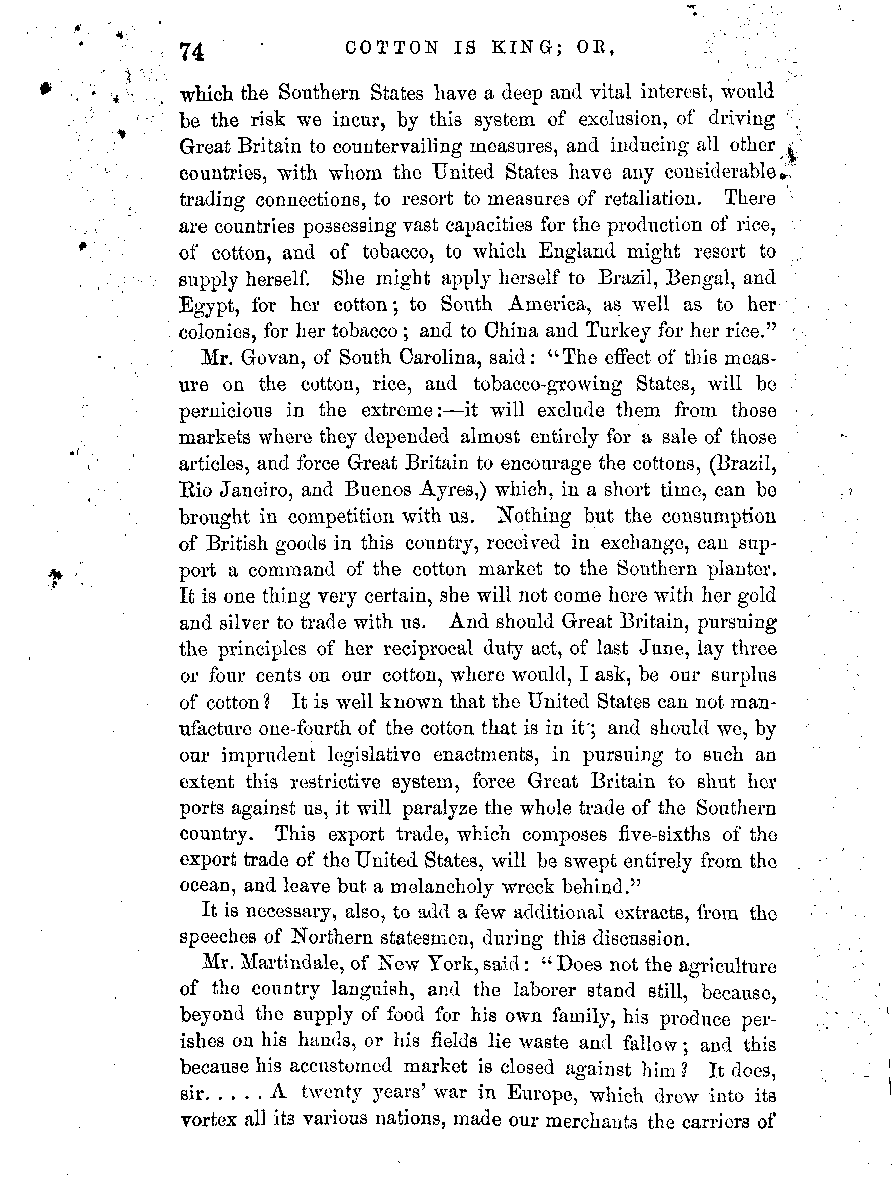 74 COTTON IS KING; OR,
which the Southern States have a deep and vital interest, would
be the risk we incur, by this system of exclusion, of driving
Great Britain to countervailing measures, and inducing all other
countries, with whom the United States have any considerable
trading connections, to resort to measures of retaliation. There
are countries possessing vast capacities for the production of rice,
of cotton, and of tobacco, to which England might resort to
supply herself. She might apply herself to Brazil, Bengal, and
Egypt, for her cotton; to South America, as well as to her
colonies, for her tobacco; and to China and Turkey for her rice."
Mr. Govan, of South Carolina, said: "The effect of this meas-
ure on the cotton, rice, and tobacco-growing States, will be
pernicious in the extreme:—it will exclude them from those
markets where they depended almost entirely for a sale of those
articles, and force Great Britain to encourage the cottons, (Brazil,
Rio Janeiro, and Buenos Ayres,) which, in a short time, can be
brought in competition with us. Nothing but the consumption
of British goods in this country, received in exchange, can sup-
port a command of the cotton market to the Southern planter.
It is one thing very certain, she will not come here with her gold
and silver to trade with us. And should Great Britain, pursuing
the principles of her reciprocal duty act, of last June, lay three
or four cents on our cotton, where would, I ask, be our surplus
of cotton? It is well known that the United States can not man-
ufacture one-fourth of the cotton that is in it; and should we, by
our imprudent legislative enactments, in pursuing to such an
extent this restrictive system, force Great Britain to shut her
ports against us, it will paralyze the whole trade of the Southern
country. This export trade, which composes five-sixths of the
export trade of the United States, will be swept entirely from the
ocean, and leave but a melancholy wreck behind."
It is necessary, also, to add a few additional extracts, from the
speeches of Northern statesmen, during this discussion.
Mr. Martindale, of New York, said: "Does not the agriculture
of the country languish, and the laborer stand still, because,
beyond the supply of food for his own family, his produce per-
ishes on his hands, or his fields lie waste and fallow; and this
because his accustomed market is closed against him? It does,
sir. . . . . A twenty years' war in Europe, which drew into its
vortex all its various nations, made our merchants the carriers of